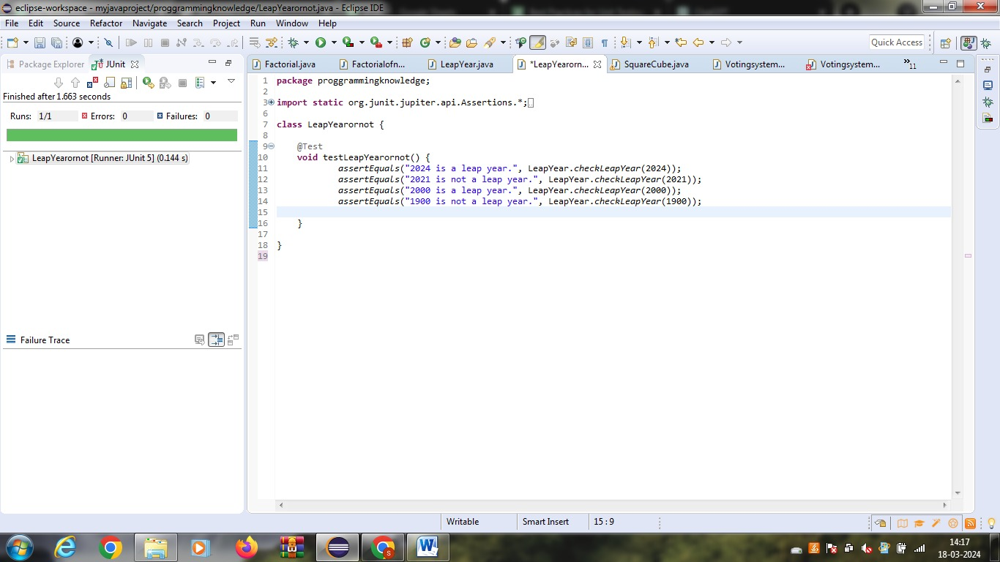 eclipse-workspace - myjavaproject/proggrammingknowledge/LeapYearornot.java - Eclipse IDE
File Edit Source Refactor Navigate Search Project Run Window Help
Quick Access
Package Explorer JUnit
Factorial.java Factorialofn... LeapYear.java *LeapYearorn... SquareCube.java Votingsystem... Votingsystem... »11
Finished after 1.663 seconds
Runs: 1/1 Errors: 0 Failures: 0
LeapYearornot [Runner: JUnit 5] (0.144 s)
Failure Trace
1 package proggrammingknowledge;
2
3 import static org.junit.jupiter.api.Assertions.*;
6
7 class LeapYearornot {
8
9 @Test
10 void testLeapYearornot() {
11 assertEquals("2024 is a leap year.", LeapYear.checkLeapYear(2024));
12 assertEquals("2021 is not a leap year.", LeapYear.checkLeapYear(2021));
13 assertEquals("2000 is a leap year.", LeapYear.checkLeapYear(2000));
14 assertEquals("1900 is not a leap year.", LeapYear.checkLeapYear(1900));
15
16 }
17
18 }
19
Writable Smart Insert 15 : 9
14:17
18-03-2024